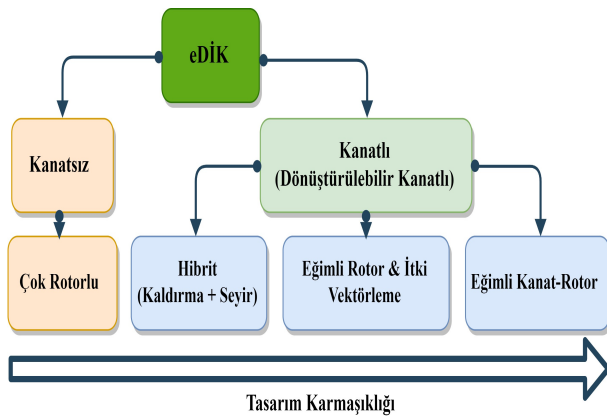 eDİK
Kanatsız
Kanatlı
(Dönüştürülebilir Kanatlı)
Çok Rotorlu
Hibrit
(Kaldırma + Seyir)
Eğimli Rotor & İtki
Vektörleme
Eğimli Kanat-Rotor
Tasarım Karmaşıklığı